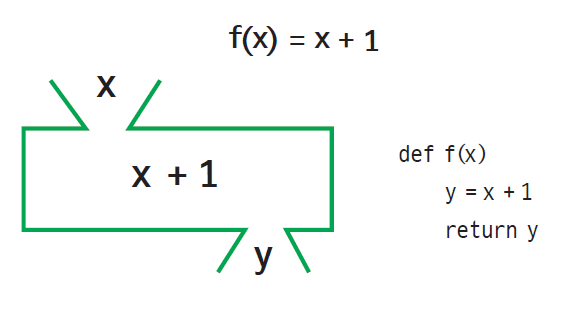 f(x) = x + 1
x
x + 1
y
def f(x)
y = x + 1
return y